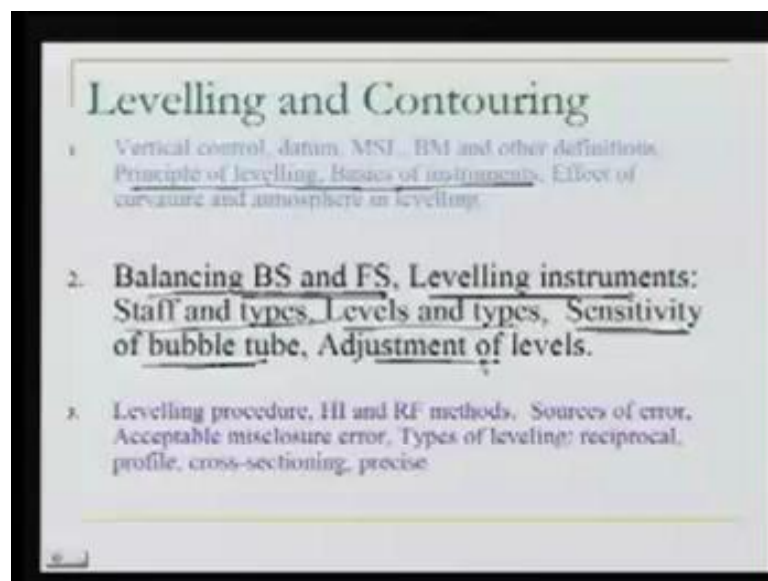 Levelling and Contouring
1. Vertical control, datum, MSL, BM and other definitions,
Principle of levelling, Basics of instruments, Effect of
curvature and atmosphere in levelling
2. Balancing BS and FS, Levelling instruments:
Staff and types, Levels and types, Sensitivity
of bubble tube, Adjustment of levels.
3. Levelling procedure, HI and RF methods, Sources of error,
Acceptable misclosure error, Types of leveling: reciprocal,
profile, cross-sectioning, precise